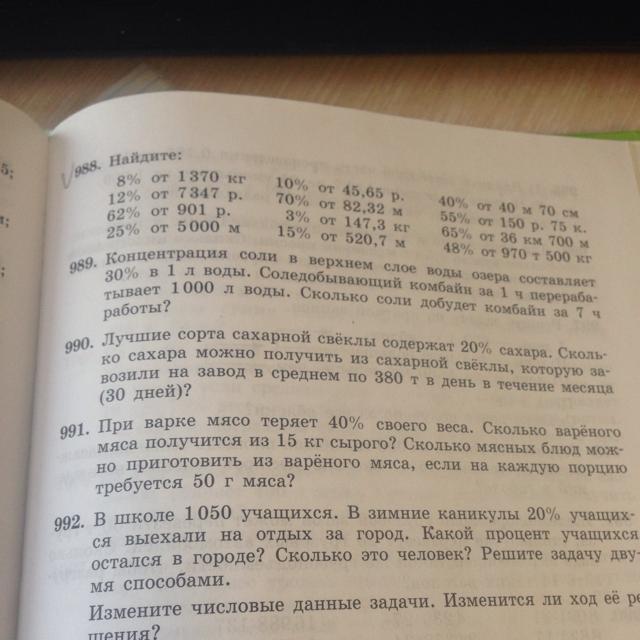 5;
988. Найдите:
8% от 1370 кг 10% от 45,65 р. 40% от 40 м 70 см
12% от 7347 р. 70% от 82,32 м 55% от 150 р. 75 к.
62% от 901 р. 3% от 147,3 кг 65% от 36 км 700 м
25% от 5000 м 15% от 520,7 м 48% от 970 т 500 кг
989. Концентрация соли в верхнем слое воды озера составляет
30% в 1 л воды. Соледобывающий комбайн за 1 ч перераба-
тывает 1000 л воды. Сколько соли добудет комбайн за 7 ч
работы?
990. Лучшие сорта сахарной свёклы содержат 20% сахара. Сколь-
ко сахара можно получить из сахарной свёклы, которую за-
возили на завод в среднем по 380 т в день в течение месяца
(30 дней)?
991. При варке мясо теряет 40% своего веса. Сколько варёного
мяса получится из 15 кг сырого? Сколько мясных блюд мож-
но приготовить из варёного мяса, если на каждую порцию
требуется 50 г мяса?
992. В школе 1050 учащихся. В зимние каникулы 20% учащих-
ся выехали на отдых за город. Какой процент учащихся
остался в городе? Сколько это человек? Решите задачу дву-
мя способами.
Измените числовые данные задачи. Изменится ли ход её ре
шения?